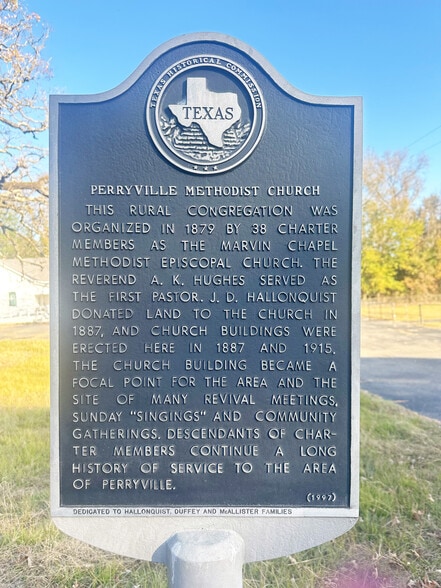 TEXAS HISTORICAL COMMISSION
TEXAS
PERRYVILLE METHODIST CHURCH
THIS RURAL CONGREGATION WAS
ORGANIZED IN 1879 BY 38 CHARTER
MEMBERS AS THE MARVIN CHAPEL
METHODIST EPISCOPAL CHURCH. THE
REVEREND A. K. HUGHES SERVED AS
THE FIRST PASTOR. J. D. HALLONQUIST
DONATED LAND TO THE CHURCH IN
1887, AND CHURCH BUILDINGS WERE
ERECTED HERE IN 1887 AND 1915.
THE CHURCH BUILDING BECAME A
FOCAL POINT FOR THE AREA AND THE
SITE OF MANY REVIVAL MEETINGS,
SUNDAY "SINGINGS" AND COMMUNITY
GATHERINGS. DESCENDANTS OF CHAR-
TER MEMBERS CONTINUE A LONG
HISTORY OF SERVICE TO THE AREA
OF PERRYVILLE.
(1997)
DEDICATED TO HALLONQUIST, DUFFEY AND McALLISTER FAMILIES